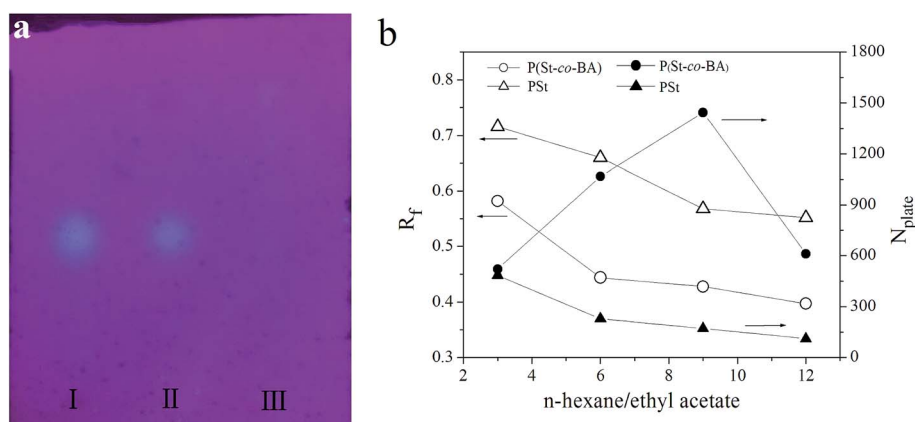 a
I II III
b
P(St-co-BA) P(St-co-BA)
PSt PSt
0.8
0.7
0.6
0.5
0.4
0.3
Rf
1800
1500
1200
900
600
300
0
Nplate
2 4 6 8 10 12
n-hexane/ethyl acetate